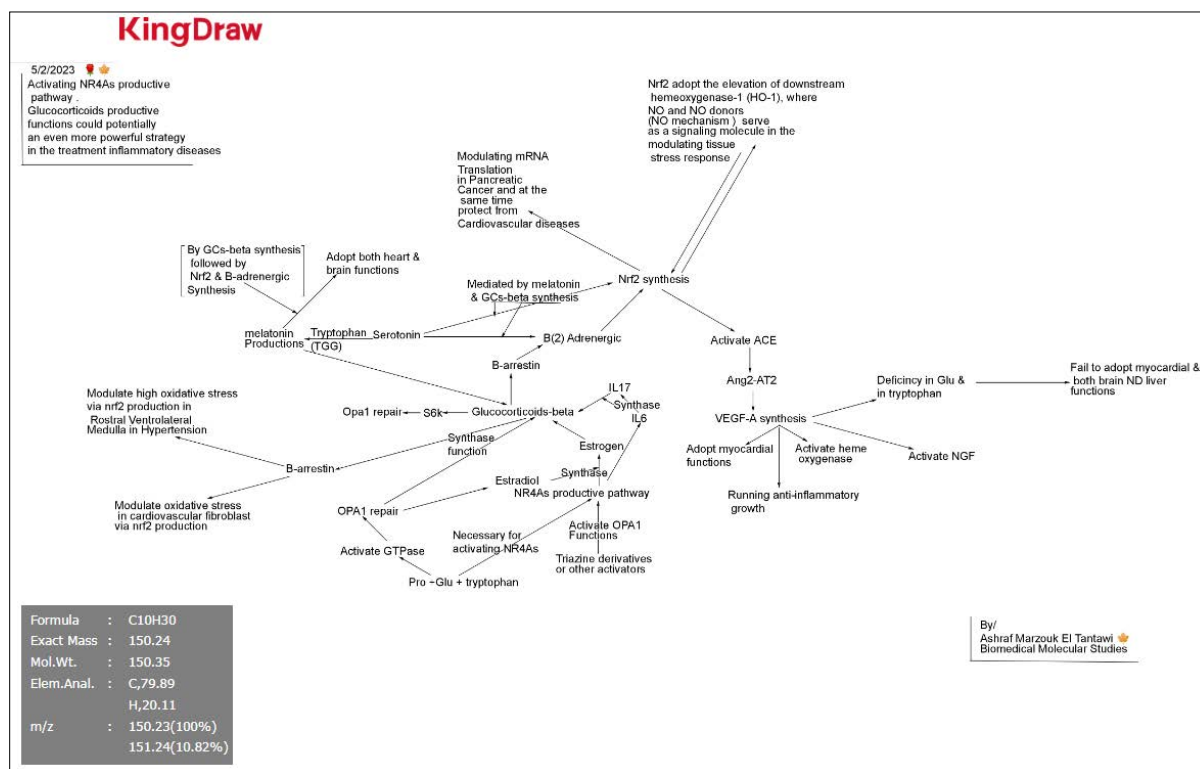 KingDraw
5/2/2023
Activating NR4As productive
pathway .
Glucocorticoids productive
functions could potentially
an even more powerful strategy
in the treatment inflammatory diseases
Nrf2 adopt the elevation of downstream
hemeoxygenase-1 (HO-1), where
NO and NO donors
(NO mechanism ) serve
as a signaling molecule in the
modulating tissue
stress response
Modulating mRNA
Translation
in Pancreatic
Cancer and at the
same time
protect from
Cardiovascular diseases
By GCs-beta synthesis
followed by
Nrf2 & B-adrenergic
Synthesis
Adopt both heart &
brain functions
Mediated by melatonin
& GCs-beta synthesis
Nrf2 synthesis
melatonin
Productions
Tryptophan
(TGG)
Serotonin
B(2) Adrenergic
Activate ACE
B-arrestin
Ang2-AT2
Modulate high oxidative stress
via nrf2 production in
Rostral Ventrolateral
Medulla in Hypertension
Opa1 repair
S6k
Glucocorticoids-beta
IL17
Synthase
IL6
VEGF-A synthesis
Deficincy in Glu &
in tryptophan
Fail to adopt myocardial &
both brain ND liver
functions
Synthase
function
Estrogen
Adopt myocardial
functions
Activate heme
oxygenase
Activate NGF
B-arrestin
Estradiol
Synthase
NR4As productive pathway
Running anti-inflammatory
growth
Modulate oxidative stress
in cardiovascular fibroblast
via nrf2 production
OPA1 repair
Activate GTPase
Necessary for
activating NR4As
Activate OPA1
Functions
Triazine derivatives
or other activators
Pro -Glu + tryptophan
Formula : C10H30
Exact Mass : 150.24
Mol.Wt. : 150.35
Elem.Anal. : C,79.89
H,20.11
m/z : 150.23(100%)
151.24(10.82%)
By/
Ashraf Marzouk El Tantawi
Biomedical Molecular Studies